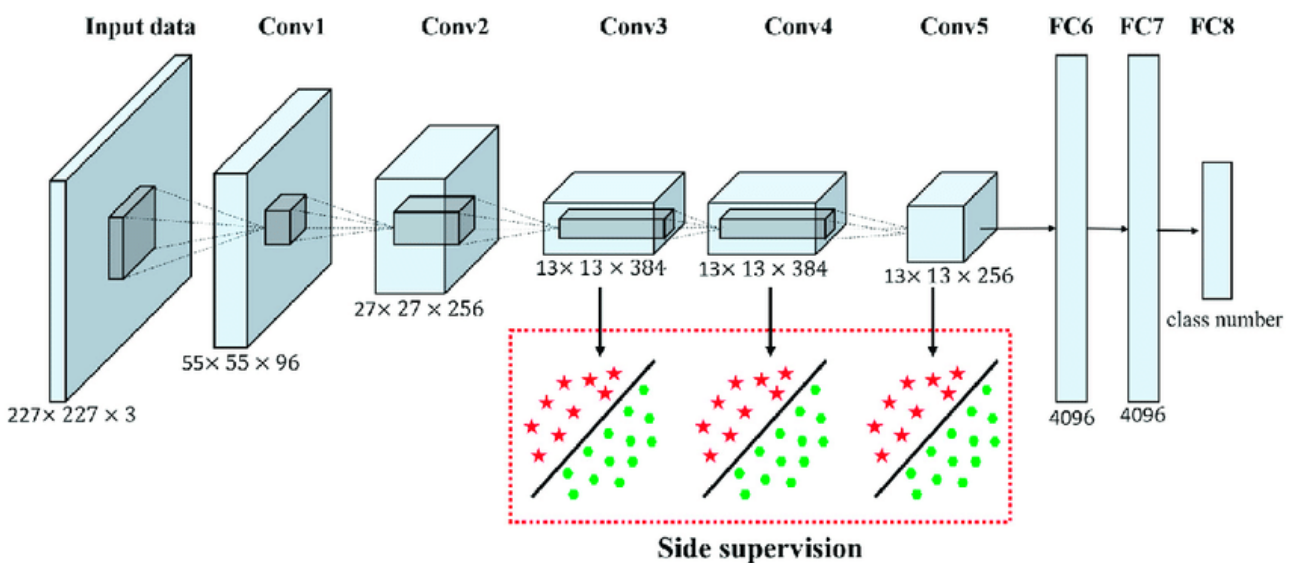 Input data
Conv1
Conv2
Conv3
Conv4
Conv5
FC6
FC7
FC8
227× 227 × 3
55× 55 × 96
27× 27 × 256
13× 13 × 384
13× 13 × 384
13× 13 × 256
4096
4096
class number
Side supervision